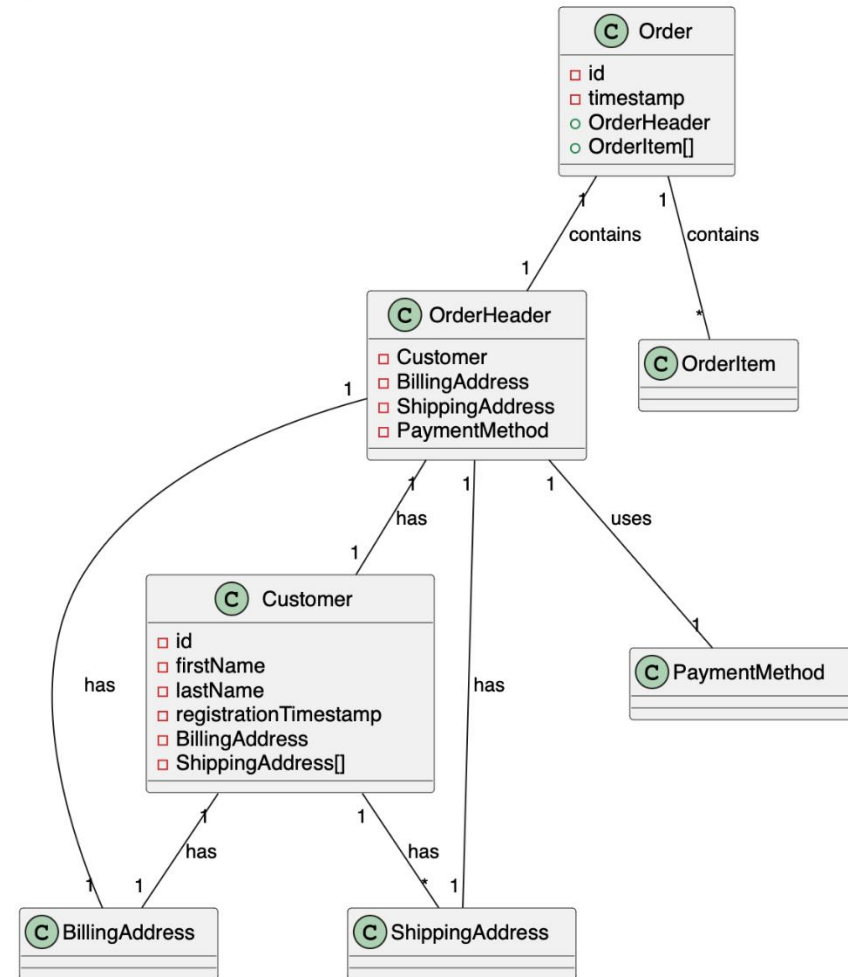 C Order
id
timestamp
OrderHeader
OrderItem[]
1 1
contains contains
1
*
C OrderHeader
Customer
BillingAddress
ShippingAddress
PaymentMethod
C OrderItem
1
1 1 1
has
uses
1
C Customer
id
firstName
lastName
registrationTimestamp
BillingAddress
ShippingAddress[]
1
C PaymentMethod
has
has
1 1
has has
1 1 * 1
C BillingAddress
C ShippingAddress